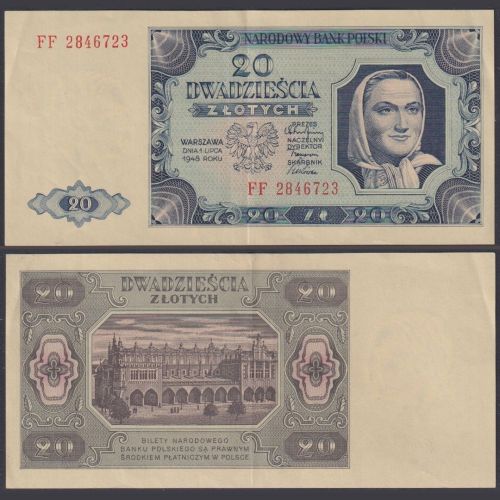 FF 2846723
NARODOWY BANK POLSKI
20
DWADZIEŚCIA
ZŁOTYCH
WARSZAWA
DNIA 1 LIPCA
1948 ROKU
PREZES
NACZELNY
DYREKTOR
SKARBNIK
FF 2846723
20
20 Zł 20
20 DWADZIEŚCIA 20
ZŁOTYCH
BILETY NARODOWEGO
BANKU POLSKIEGO SĄ PRAWNYM
ŚRODKIEM PŁATNICZYM W POLSCE
20 20